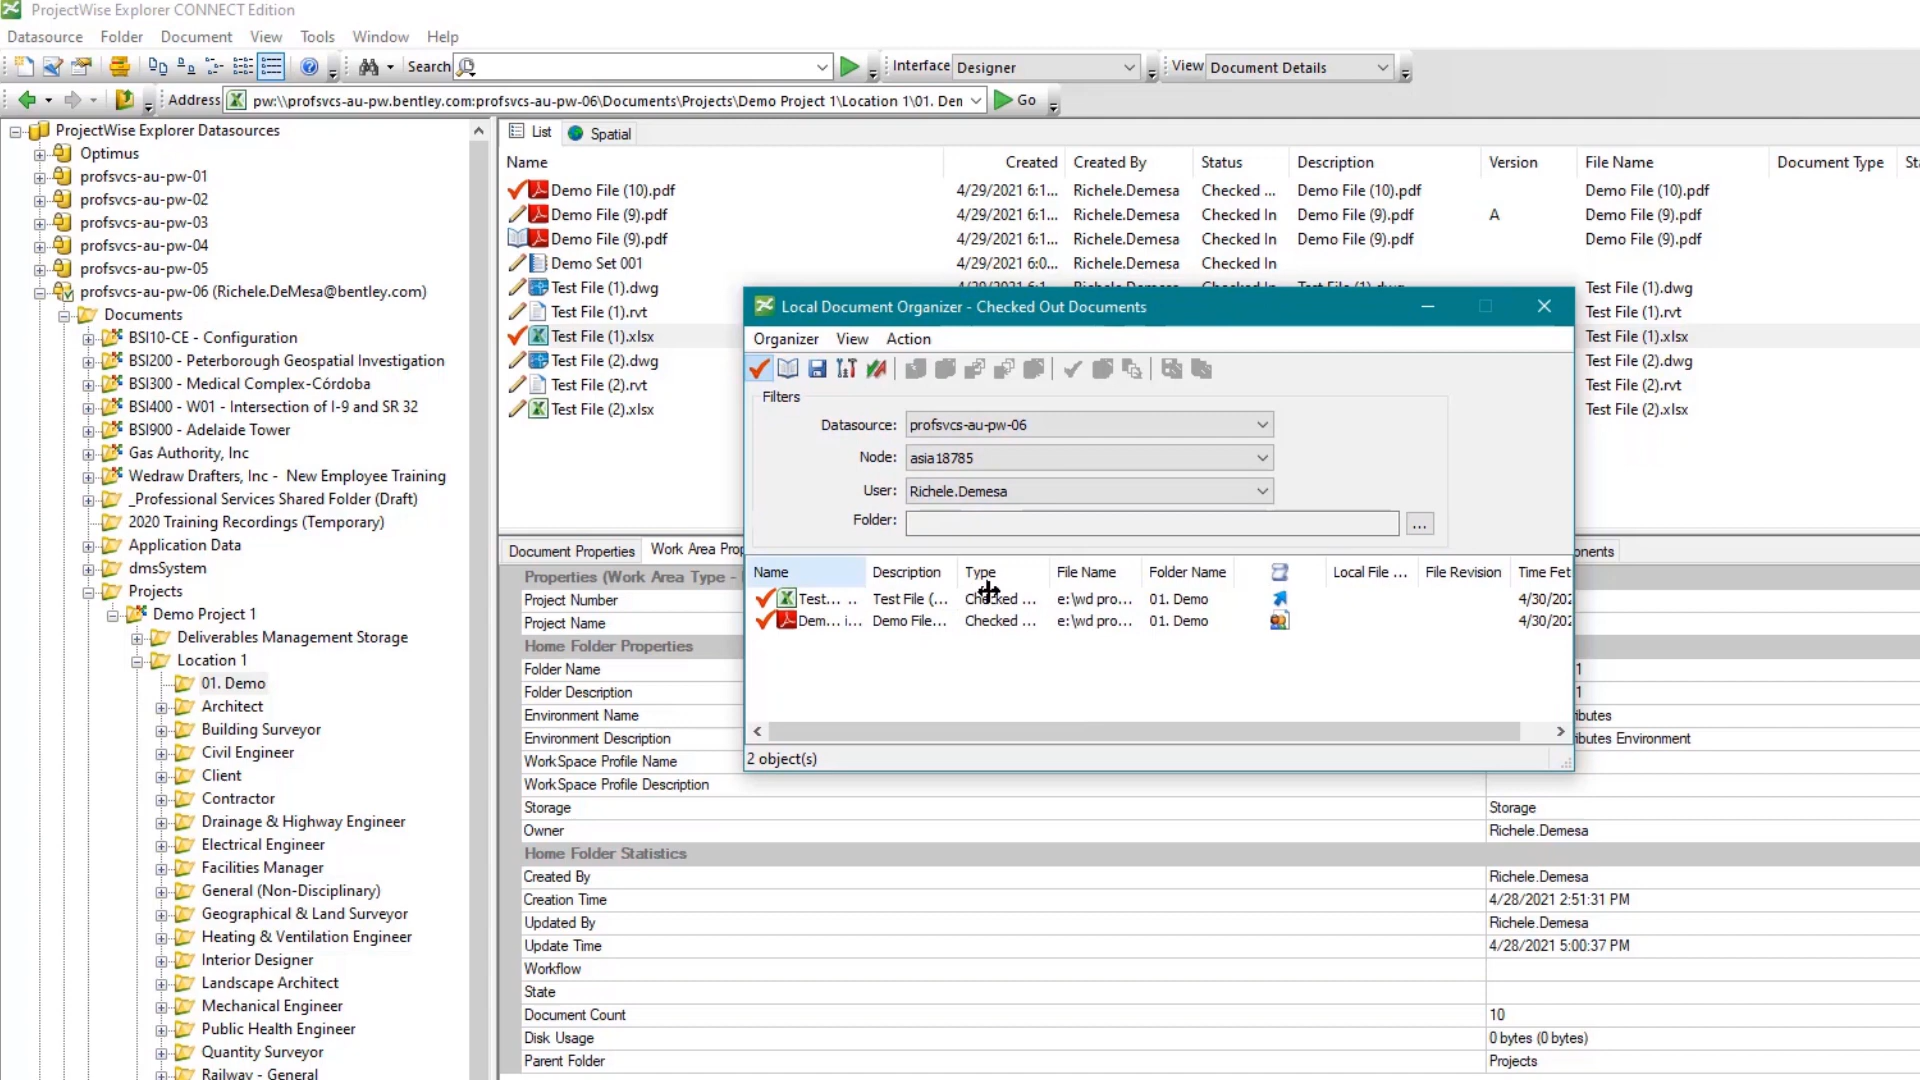 ProjectWise Explorer CONNECT Edition
Datasource Folder Document View Tools Window Help
Search Interface Designer View Document Details
Address pw:\\profsvcs-au-pw.bentley.com:profsvcs-au-pw-06\Documents\Projects\Demo Project 1\Location 1\01. Den Go
ProjectWise Explorer Datasources
Optimus
profsvcs-au-pw-01
profsvcs-au-pw-02
profsvcs-au-pw-03
profsvcs-au-pw-04
profsvcs-au-pw-05
profsvcs-au-pw-06 (Richele.DeMesa@bentley.com)
Documents
BSI10-CE - Configuration
BSI200 - Peterborough Geospatial Investigation
BSI300 - Medical Complex-Córdoba
BSI400 - W01 - Intersection of I-9 and SR 32
BSI900 - Adelaide Tower
Gas Authority, Inc
Wedraw Drafters, Inc - New Employee Training
_Professional Services Shared Folder (Draft)
2020 Training Recordings (Temporary)
Application Data
dmsSystem
Projects
Demo Project 1
Deliverables Management Storage
Location 1
01. Demo
Architect
Building Surveyor
Civil Engineer
Client
Contractor
Drainage & Highway Engineer
Electrical Engineer
Facilities Manager
General (Non-Disciplinary)
Geographical & Land Surveyor
Heating & Ventilation Engineer
Interior Designer
Landscape Architect
Mechanical Engineer
Public Health Engineer
Quantity Surveyor
Railway - General
List Spatial
Name Created Created By Status Description Version File Name Document Type Sta
Demo File (10).pdf 4/29/2021 6:1... Richele.Demesa Checked ... Demo File (10).pdf Demo File (10).pdf
Demo File (9).pdf 4/29/2021 6:1... Richele.Demesa Checked In Demo File (9).pdf A Demo File (9).pdf
Demo File (9).pdf 4/29/2021 6:1... Richele.Demesa Checked In Demo File (9).pdf Demo File (9).pdf
Demo Set 001 4/29/2021 6:0... Richele.Demesa Checked In
Test File (1).dwg Test File (1).dwg
Test File (1).rvt Test File (1).rvt
Test File (1).xlsx Test File (1).xlsx
Test File (2).dwg Test File (2).dwg
Test File (2).rvt Test File (2).rvt
Test File (2).xlsx Test File (2).xlsx
Local Document Organizer - Checked Out Documents
Organizer View Action
Filters
Datasource: profsvcs-au-pw-06
Node: asia18785
User: Richele.Demesa
Folder: ...
Name Description Type File Name Folder Name Local File ... File Revision Time Fet
Test... .. Test File (... Checked ... e:\wd pro... 01. Demo 4/30/202
Dem... i... Demo File... Checked ... e:\wd pro... 01. Demo 4/30/202
2 object(s)
Document Properties Work Area Prop onents
Properties (Work Area Type -
Project Number
Project Name
Home Folder Properties
Folder Name 1
Folder Description 1
Environment Name ibutes
Environment Description ibutes Environment
WorkSpace Profile Name
WorkSpace Profile Description
Storage Storage
Owner Richele.Demesa
Home Folder Statistics
Created By Richele.Demesa
Creation Time 4/28/2021 2:51:31 PM
Updated By Richele.Demesa
Update Time 4/28/2021 5:00:37 PM
Workflow
State
Document Count 10
Disk Usage 0 bytes (0 bytes)
Parent Folder Projects